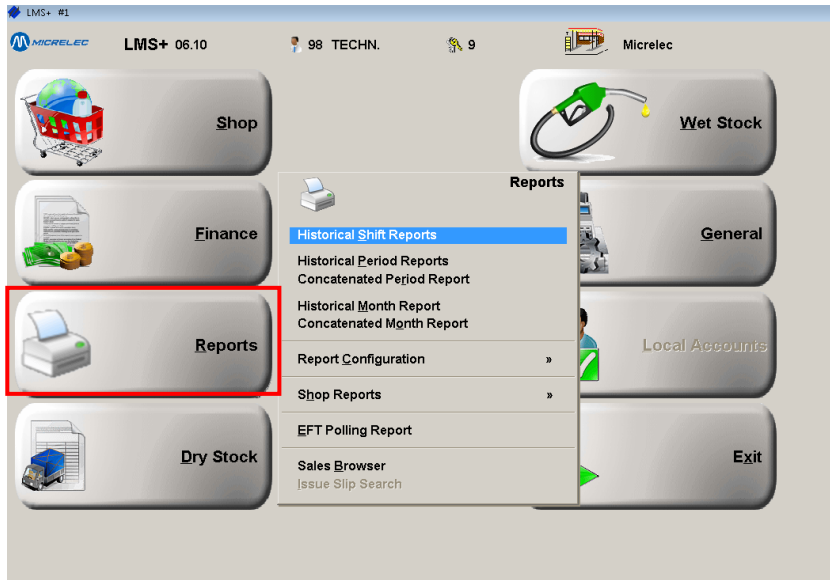 LMS+ #1
MICRELEC LMS+ 06.10 98 TECHN. 9 Micrelec
Shop
Wet Stock
Finance
General
Reports
Local Accounts
Dry Stock
Exit
Reports
Historical Shift Reports
Historical Period Reports
Concatenated Period Report
Historical Month Report
Concatenated Month Report
Report Configuration »
Shop Reports »
EFT Polling Report
Sales Browser
Issue Slip Search